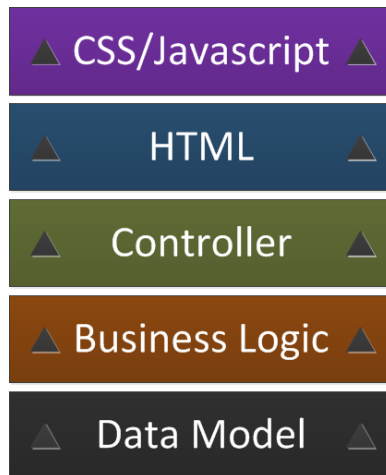 CSS/Javascript
HTML
Controller
Business Logic
Data Model